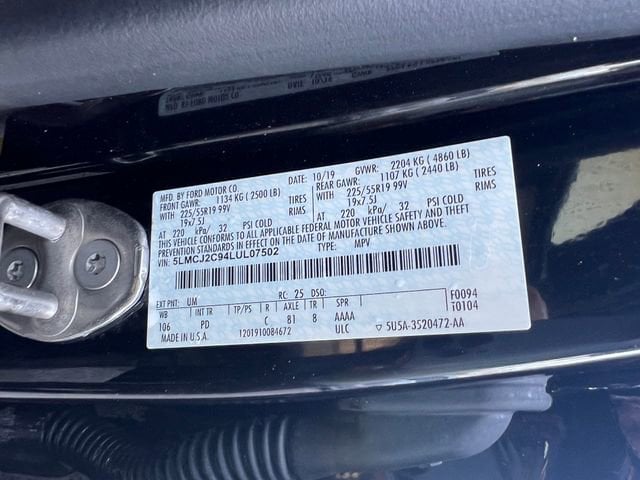 MFD. BY FORD MOTOR CO. DATE: 10/19 GVWR: 2204 KG ( 4860 LB)
FRONT GAWR: 1134 KG ( 2500 LB) REAR GAWR: 1107 KG ( 2440 LB)
WITH 225/55R19 99V TIRES WITH 225/55R19 99V TIRES
19x7.5J RIMS 19x7.5J RIMS
AT 220 kPa/ 32 PSI COLD AT 220 kPa/ 32 PSI COLD
THIS VEHICLE CONFORMS TO ALL APPLICABLE FEDERAL MOTOR VEHICLE SAFETY AND THEFT
PREVENTION STANDARDS IN EFFECT ON THE DATE OF MANUFACTURE SHOWN ABOVE.
VIN: 5LMCJ2C94LUL07502 TYPE: MPV
EXT PNT: UM RC: 25 DSO: F0094
WB INT TR TP/PS R AXLE TR SPR T0104
106 PD C 81 8 AAAA
MADE IN U.S.A. 1201910084672 ULC 5U5A-3520472-AA